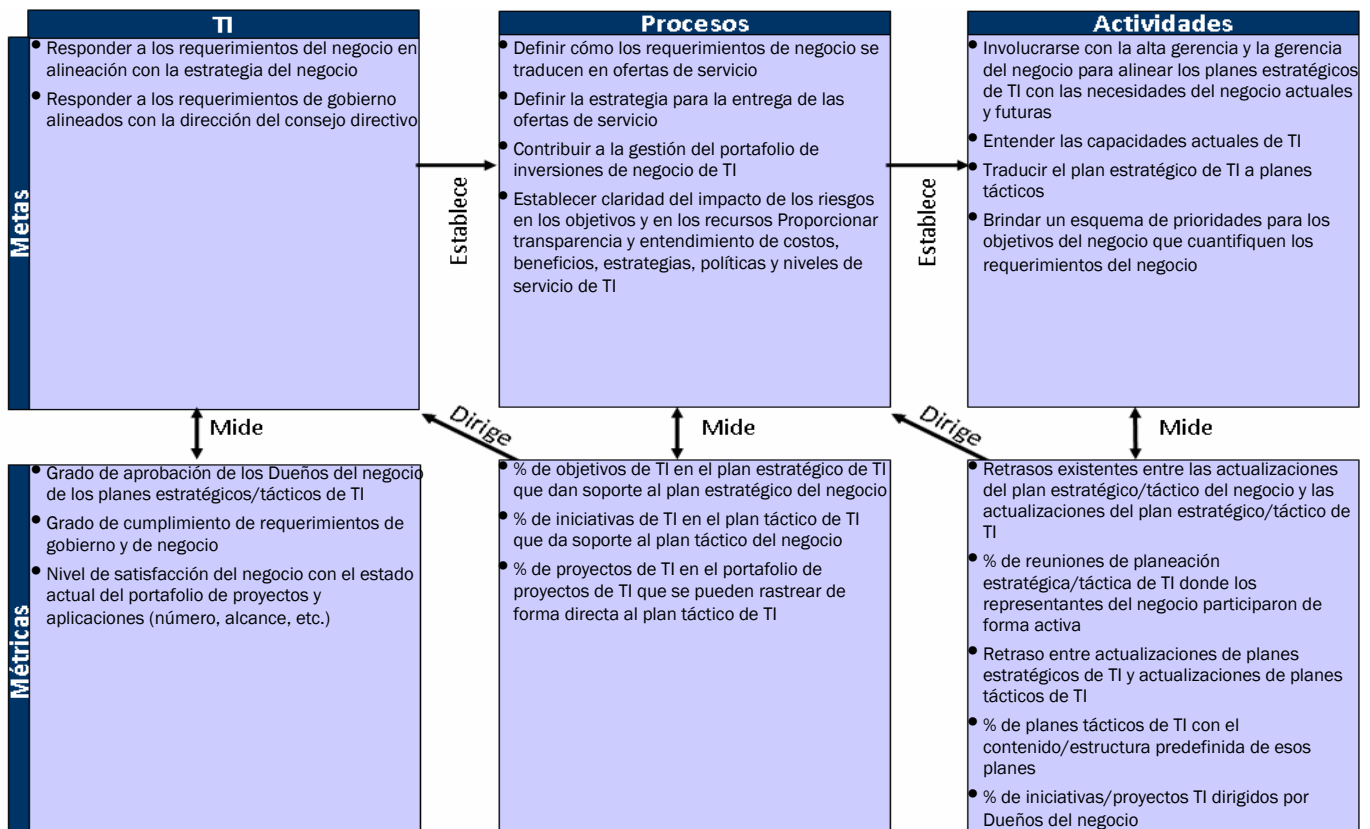 TI
Procesos
Actividades
Metas
• Responder a los requerimientos del negocio en
alineación con la estrategia del negocio
• Responder a los requerimientos de gobierno
alineados con la dirección del consejo directivo
Establece
• Definir cómo los requerimientos de negocio se
traducen en ofertas de servicio
• Definir la estrategia para la entrega de las
ofertas de servicio
• Contribuir a la gestión del portafolio de
inversiones de negocio de TI
• Establecer claridad del impacto de los riesgos
en los objetivos y en los recursos Proporcionar
transparencia y entendimiento de costos,
beneficios, estrategias, políticas y niveles de
servicio de TI
Establece
• Involucrarse con la alta gerencia y la gerencia
del negocio para alinear los planes estratégicos
de TI con las necesidades del negocio actuales
y futuras
• Entender las capacidades actuales de TI
• Traducir el plan estratégico de TI a planes
tácticos
• Brindar un esquema de prioridades para los
objetivos del negocio que cuantifiquen los
requerimientos del negocio
Mide
Dirige
Mide
Dirige
Mide
Métricas
• Grado de aprobación de los Dueños del negocio
de los planes estratégicos/tácticos de TI
• Grado de cumplimiento de requerimientos de
gobierno y de negocio
• Nivel de satisfacción del negocio con el estado
actual del portafolio de proyectos y
aplicaciones (número, alcance, etc.)
• % de objetivos de TI en el plan estratégico de TI
que dan soporte al plan estratégico del negocio
• % de iniciativas de TI en el plan táctico de TI
que da soporte al plan táctico del negocio
• % de proyectos de TI en el portafolio de
proyectos de TI que se pueden rastrear de
forma directa al plan táctico de TI
• Retrasos existentes entre las actualizaciones
del plan estratégico/táctico del negocio y las
actualizaciones del plan estratégico/táctico de
TI
• % de reuniones de planeación
estratégica/táctica de TI donde los
representantes del negocio participaron de
forma activa
• Retraso entre actualizaciones de planes
estratégicos de TI y actualizaciones de planes
tácticos de TI
• % de planes tácticos de TI con el
contenido/estructura predefinida de esos
planes
• % de iniciativas/proyectos TI dirigidos por
Dueños del negocio